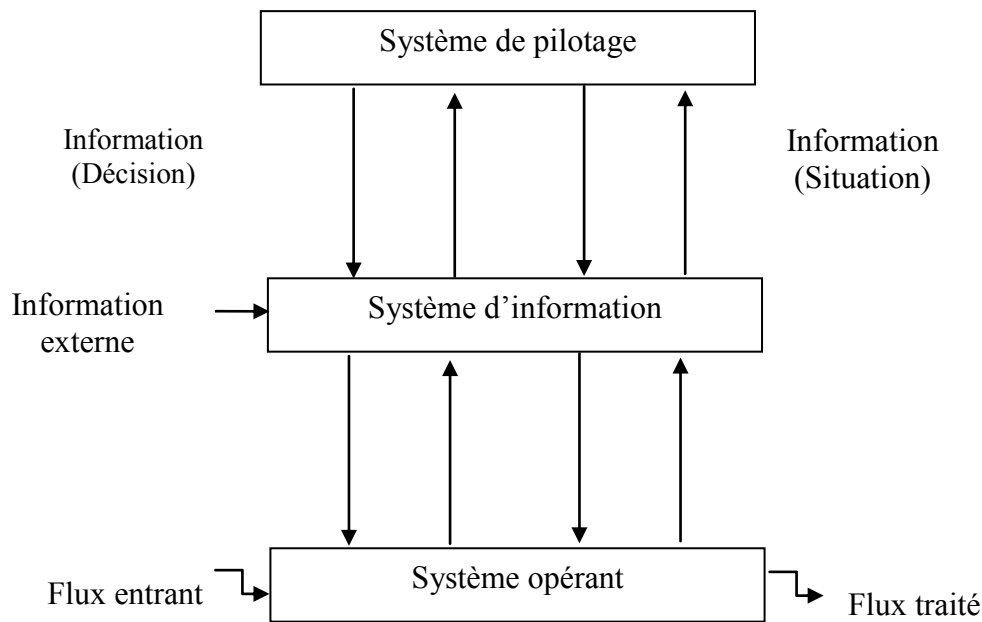 Système de pilotage
Information
(Décision)
Information
(Situation)
Information
externe
Système d’information
Flux entrant
Système opérant
Flux traité